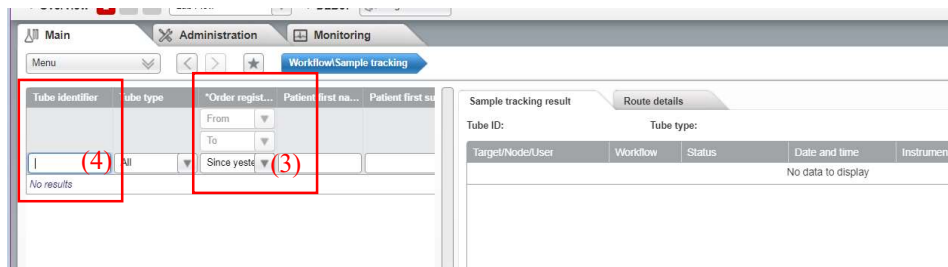 Main
Administration
Monitoring
Menu
Workflow\Sample tracking
Tube identifier
Tube type
*Order regist...
Patient first na...
Patient first su
From
To
(4)
All
Since yeste
(3)
No results
Sample tracking result
Route details
Tube ID:
Tube type:
Target/Node/User
Workflow
Status
Date and time
Instrumen
No data to display